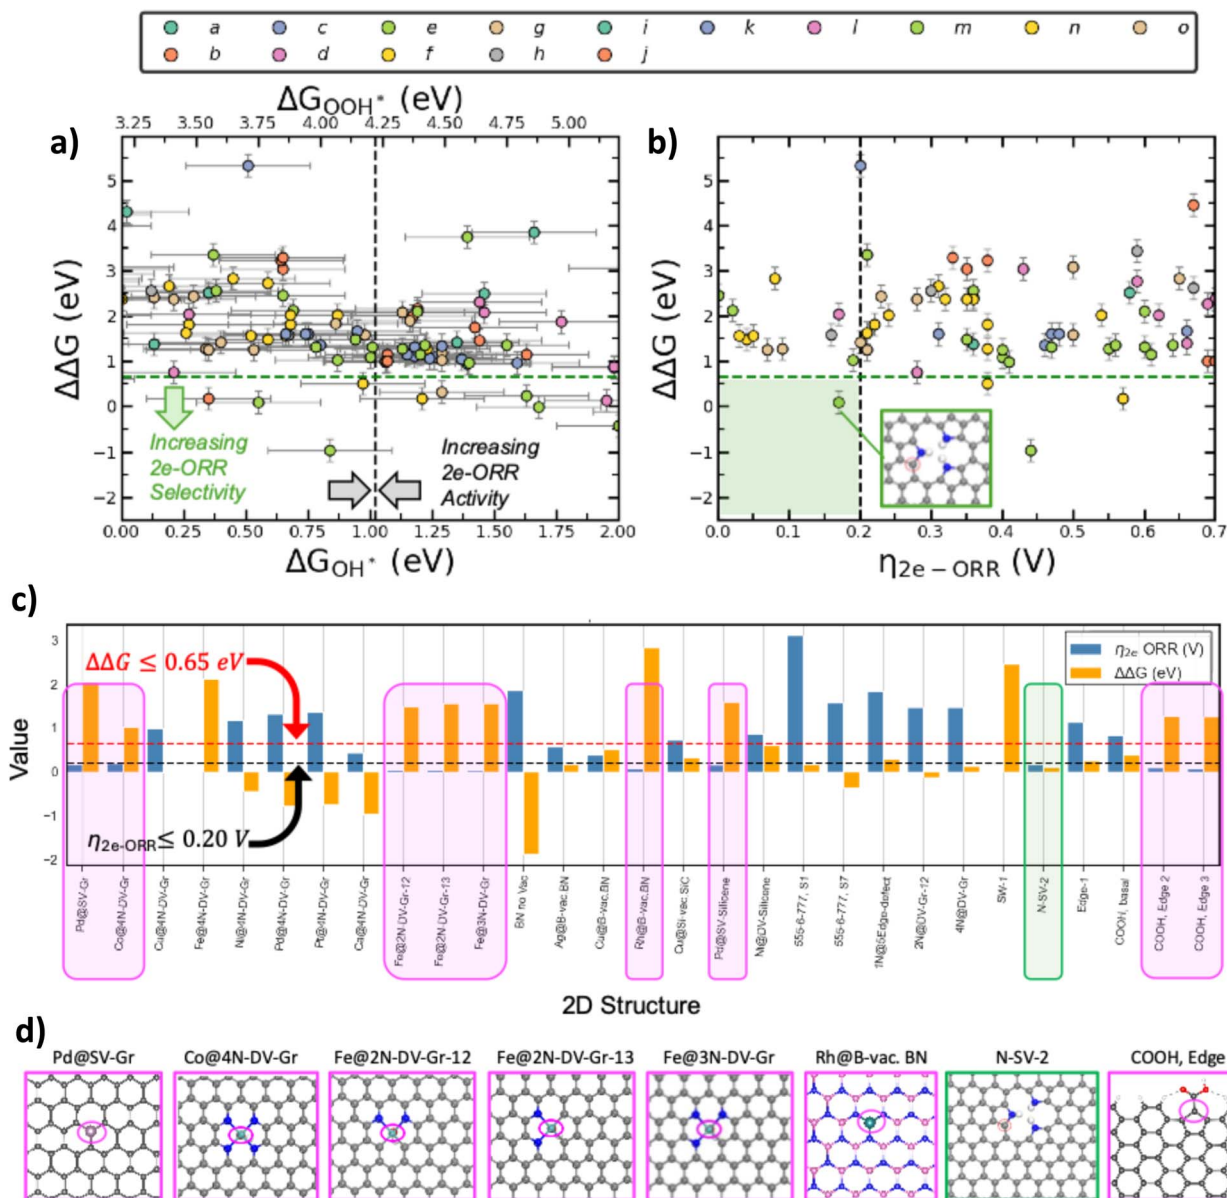 a c e g i k l m n o
b d f h j
ΔG_OOH* (eV)
3.25 3.50 3.75 4.00 4.25 4.50 4.75 5.00
a)
ΔΔG (eV)
5
4
3
2
1
0
−1
−2
Increasing
2e-ORR
Selectivity
Increasing
2e-ORR
Activity
0.00 0.25 0.50 0.75 1.00 1.25 1.50 1.75 2.00
ΔG_OH* (eV)
b)
ΔΔG (eV)
5
4
3
2
1
0
−1
−2
0.0 0.1 0.2 0.3 0.4 0.5 0.6 0.7
η_2e − ORR (V)
c)
Value
3
2
1
0
−1
−2
ΔΔG ≤ 0.65 eV
η_2e-ORR ≤ 0.20 V
η_2e ORR (V)
ΔΔG (eV)
Pd@SV-Gr
Co@4N-DV-Gr
Cu@4N-DV-Gr
Fe@4N-DV-Gr
Ni@4N-DV-Gr
Pd@4N-DV-Gr
Pt@4N-DV-Gr
Ca@4N-DV-Gr
Fe@2N-DV-Gr-12
Fe@2N-DV-Gr-13
Fe@3N-DV-Gr
BN no Vac
Ag@B-vac.BN
Cu@B-vac.BN
Rh@B-vac.BN
Cu@Si-vac.SiC
Pd@SV-Silicene
Ni@DV-Silicene
555-6-777, S1
555-6-777, S7
1N@5Edge-defect
2N@DV-Gr-12
4N@DV-Gr
SW-1
N-SV-2
Edge-1
COOH, basal
COOH, Edge 2
COOH, Edge 3
2D Structure
d)
Pd@SV-Gr
Co@4N-DV-Gr
Fe@2N-DV-Gr-12
Fe@2N-DV-Gr-13
Fe@3N-DV-Gr
Rh@B-vac. BN
N-SV-2
COOH, Edge